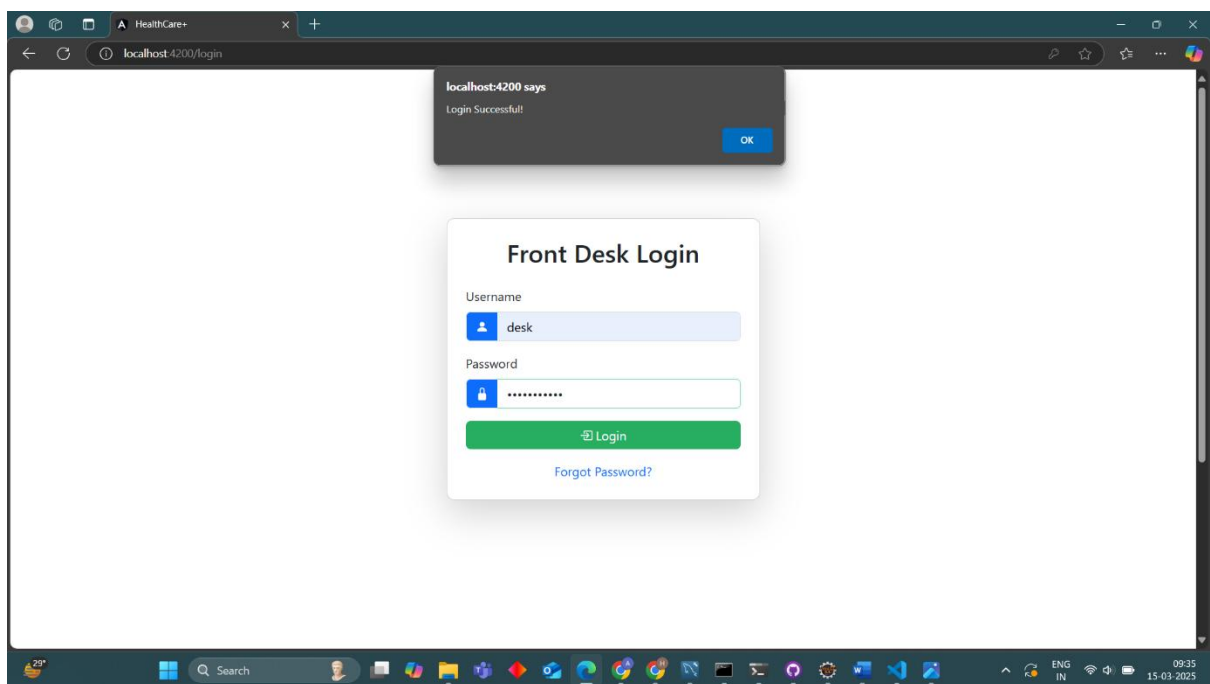 HealthCare+
localhost:4200/login
localhost:4200 says
Login Successful!
OK
Front Desk Login
Username
desk
Password
Login
Forgot Password?
29°
Search
ENG
IN
09:35
15-03-2025